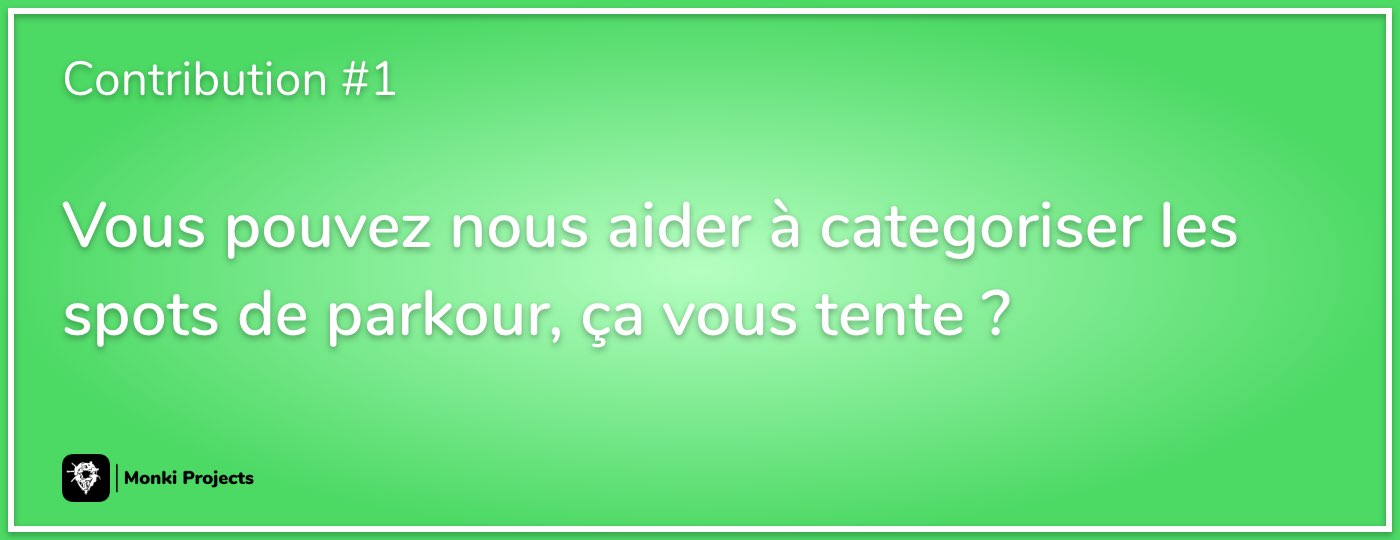 Contribution #1
Vous pouvez nous aider à categoriser les
spots de parkour, ça vous tente ?
Monki Projects